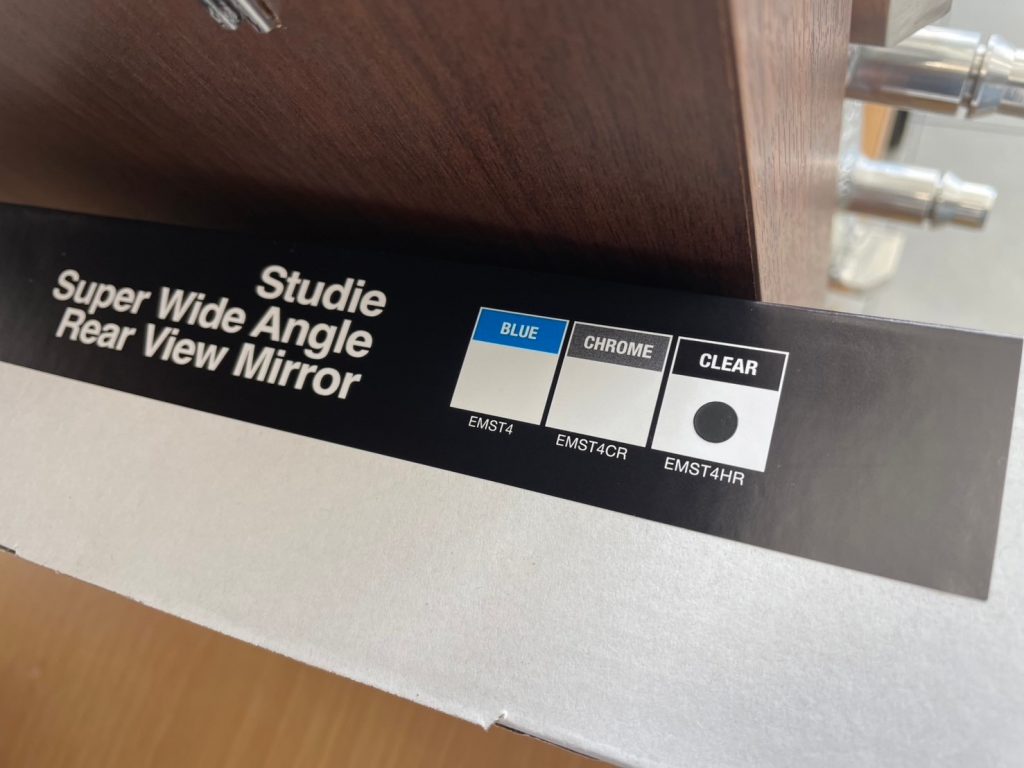 Studie
Super Wide Angle
Rear View Mirror
BLUE
EMST4
CHROME
EMST4CR
CLEAR
EMST4HR